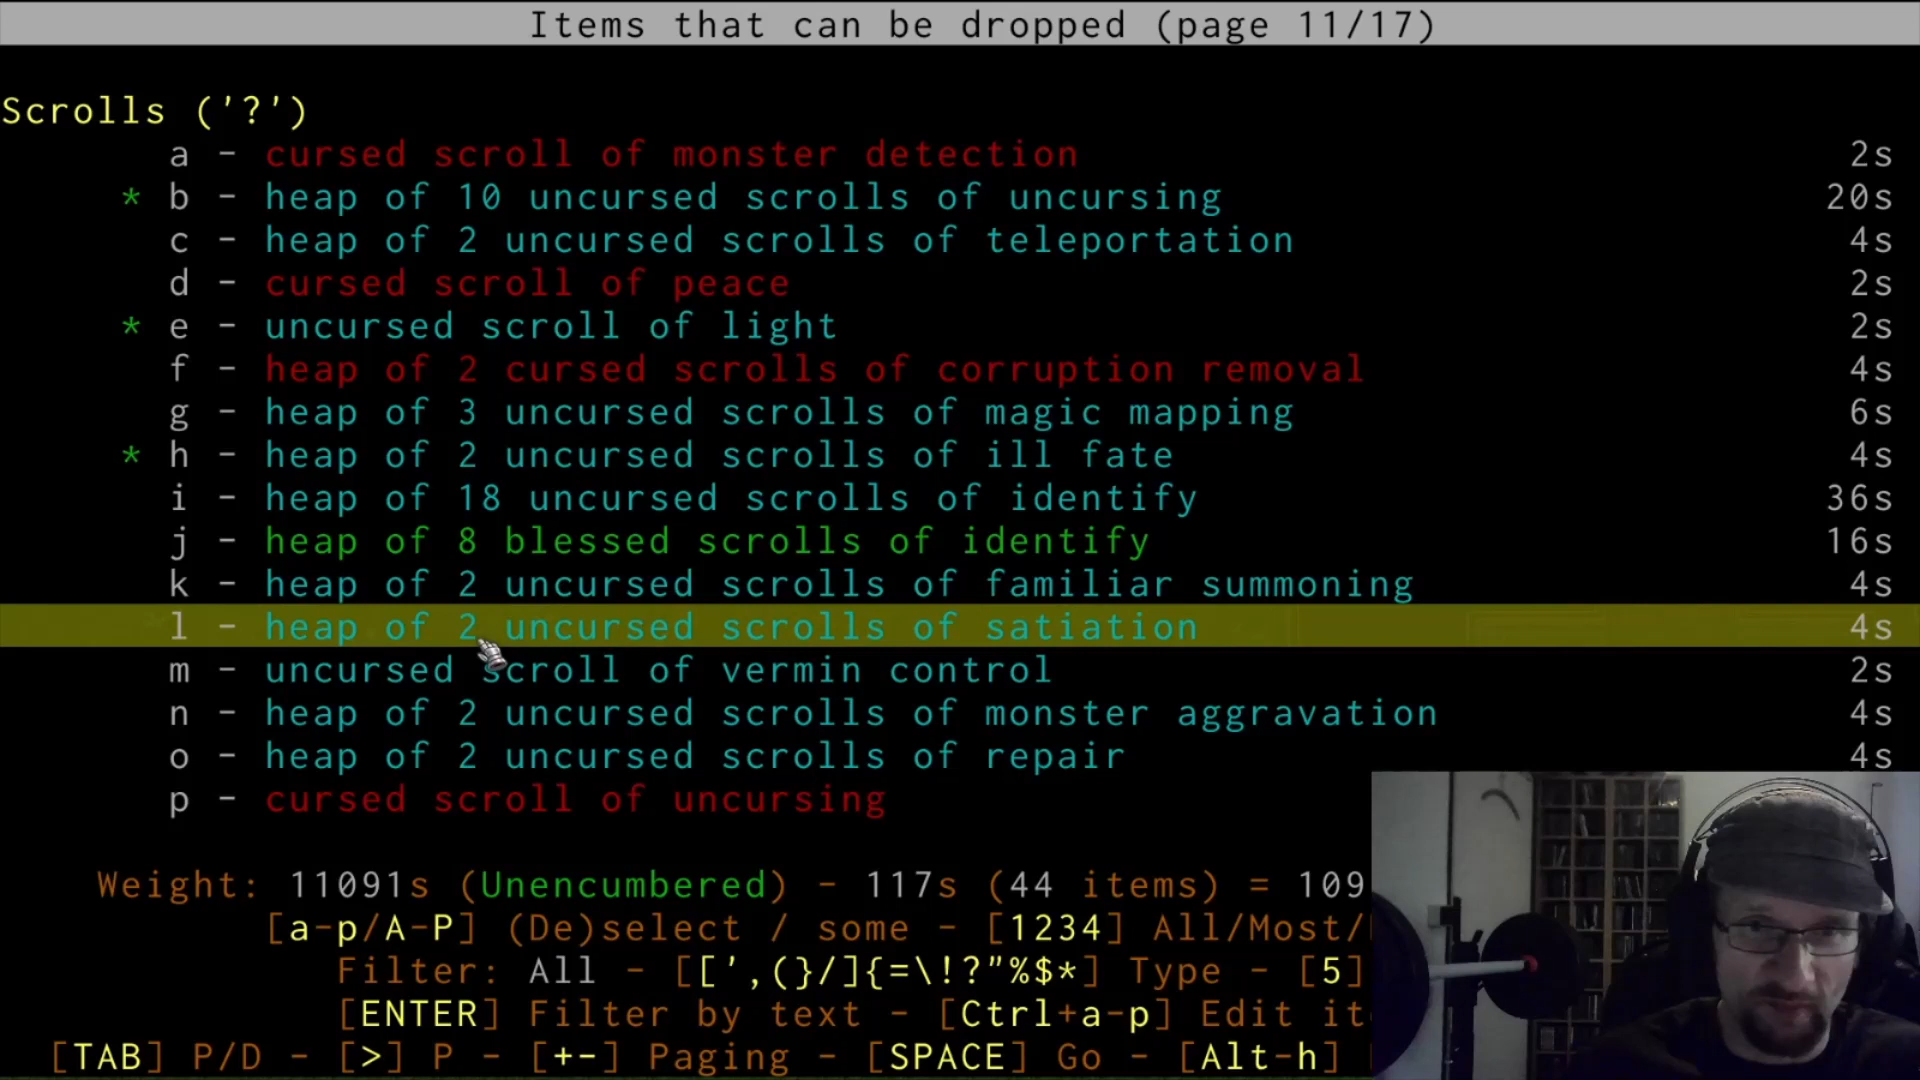 Items that can be dropped (page 11/17)
Scrolls ('?')
a - cursed scroll of monster detection 2s
* b - heap of 10 uncursed scrolls of uncursing 20s
c - heap of 2 uncursed scrolls of teleportation 4s
d - cursed scroll of peace 2s
* e - uncursed scroll of light 2s
f - heap of 2 cursed scrolls of corruption removal 4s
g - heap of 3 uncursed scrolls of magic mapping 6s
* h - heap of 2 uncursed scrolls of ill fate 4s
i - heap of 18 uncursed scrolls of identify 36s
j - heap of 8 blessed scrolls of identify 16s
k - heap of 2 uncursed scrolls of familiar summoning 4s
l - heap of 2 uncursed scrolls of satiation 4s
m - uncursed scroll of vermin control 2s
n - heap of 2 uncursed scrolls of monster aggravation 4s
o - heap of 2 uncursed scrolls of repair 4s
p - cursed scroll of uncursing
Weight: 11091s (Unencumbered) - 117s (44 items) = 109
[a-p/A-P] (De)select / some - [1234] All/Most/
Filter: All - [[',(}/]{=\!?"%$*] Type - [5]
[ENTER] Filter by text - [Ctrl+a-p] Edit it
[TAB] P/D - [>] P - [+-] Paging - [SPACE] Go - [Alt-h]